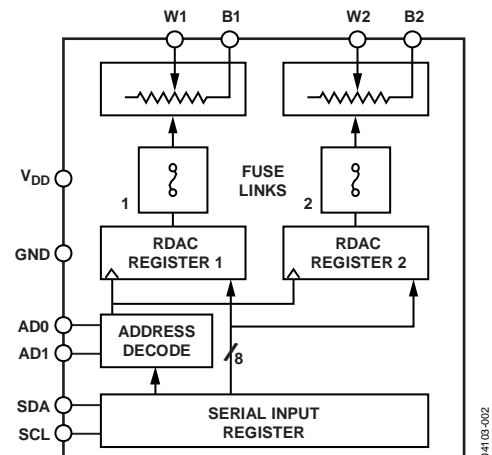 W1 B1 W2 B2
V_DD
FUSE
LINKS
1
2
GND
RDAC
REGISTER 1
RDAC
REGISTER 2
AD0
AD1
ADDRESS
DECODE
8
SDA
SCL
SERIAL INPUT
REGISTER
04103-002